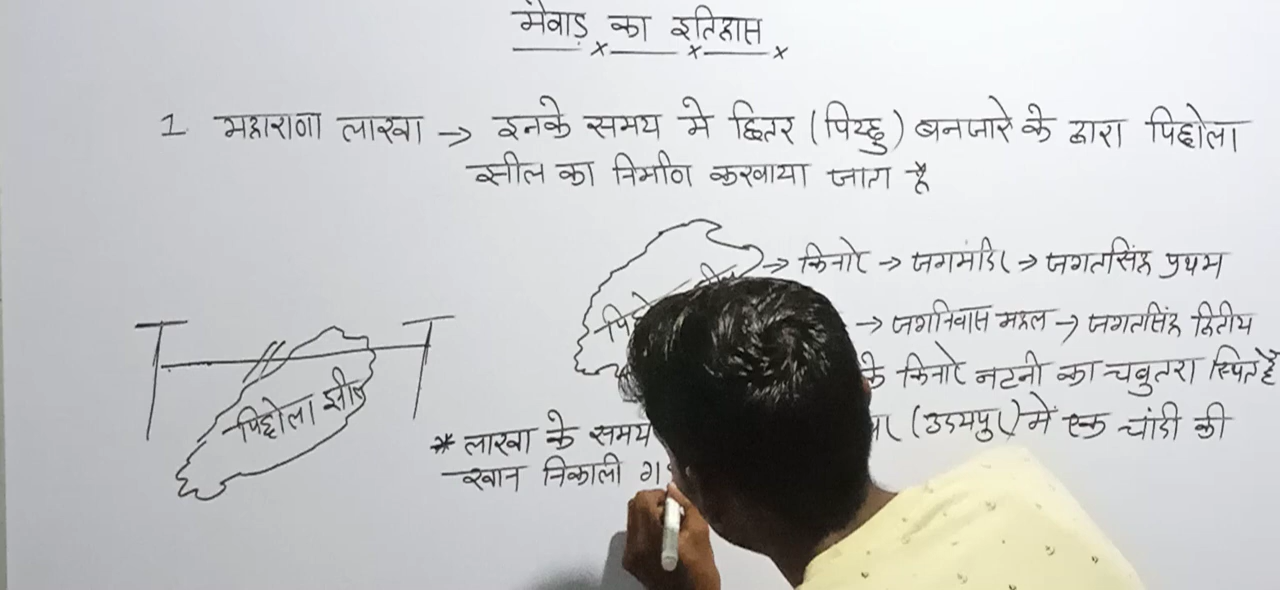 मेवाड़ का इतिहास
1 महाराणा लाखा → इनके समय मे छितर (पिच्छु) बनजारे के द्वारा पिछोला
झील का निर्माण करवाया जाता है
→ किनारे → जगमंदिर → जगतसिंह प्रथम
→ जगनिवास महल → जगतसिंह द्वितीय
के किनारे नटनी का चबुतरा स्थित है
पिछोला झील
* लाखा के समय (उदयपुर) में एक चांदी की
खान निकाली